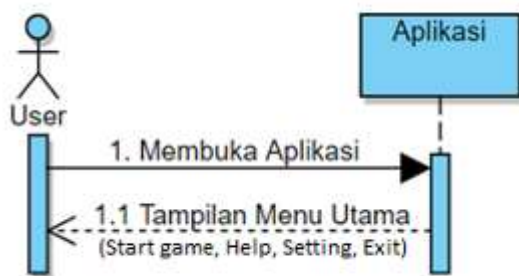 Aplikasi
User
1. Membuka Aplikasi
1.1 Tampilan Menu Utama
(Start game, Help, Setting, Exit)